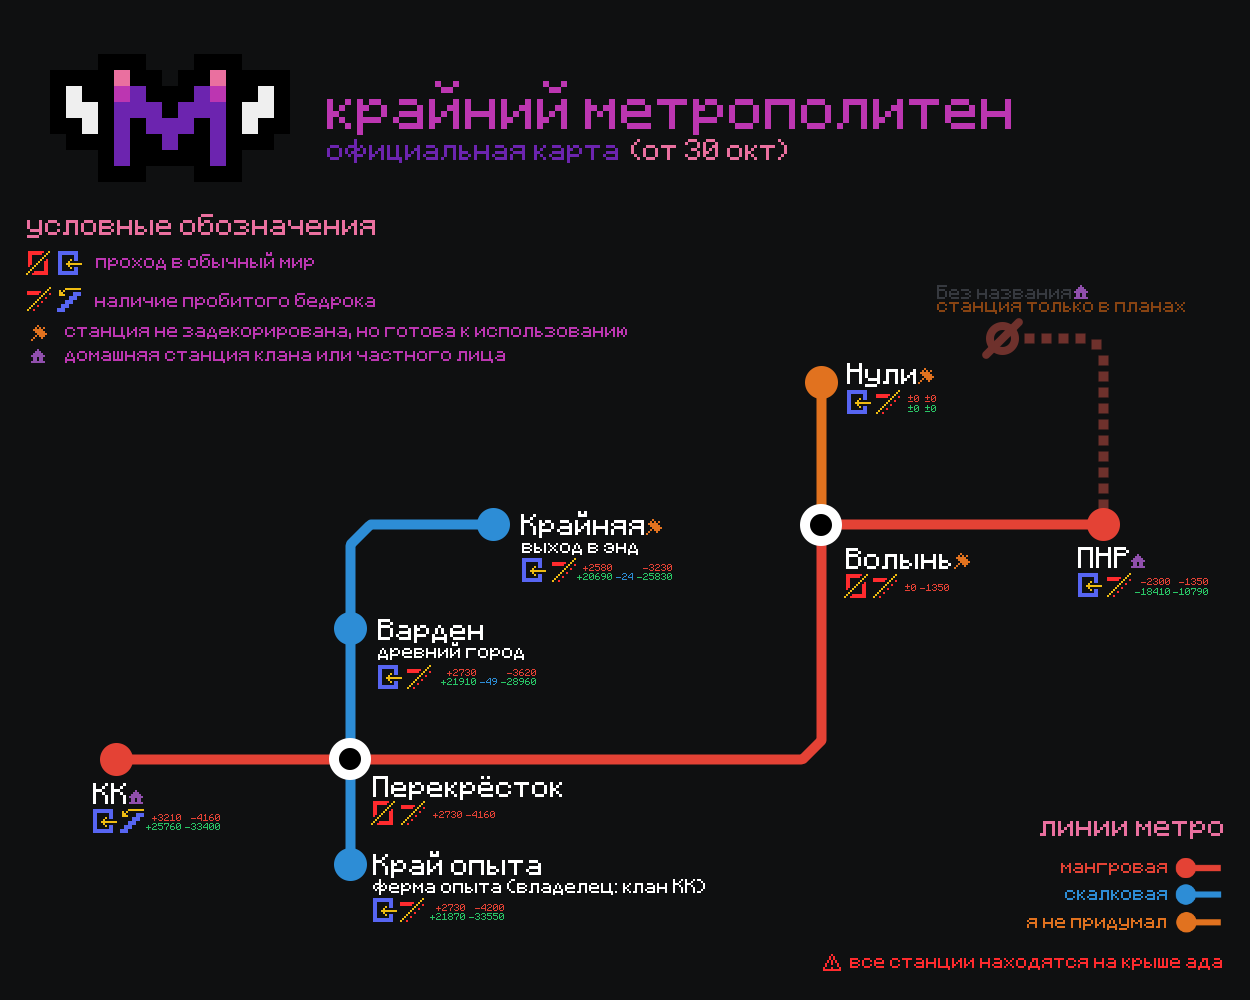 крайний метрополитен
официальная карта (от 30 окт)
условные обозначения
проход в обычный мир
наличие пробитого бедрока
станция не задекорирована, но готова к использованию
домашняя станция клана или частного лица
Без названия
станция только в планах
Нули
±0 ±0
±0 ±0
Крайняя
выход в энд
+2580 -3230
+20690 -24 -25830
Волынь
±0 -1350
ПНР
-2300 -1350
-18410 -10790
Варден
древний город
+2730 -3620
+21910 -49 -28960
КК
+3210 -4160
+25760 -33400
Перекрёсток
+2730 -4160
Край опыта
ферма опыта (владелец: клан КК)
+2730 -4200
+21870 -33550
линии метро
мангровая
скалковая
я не придумал
все станции находятся на крыше ада